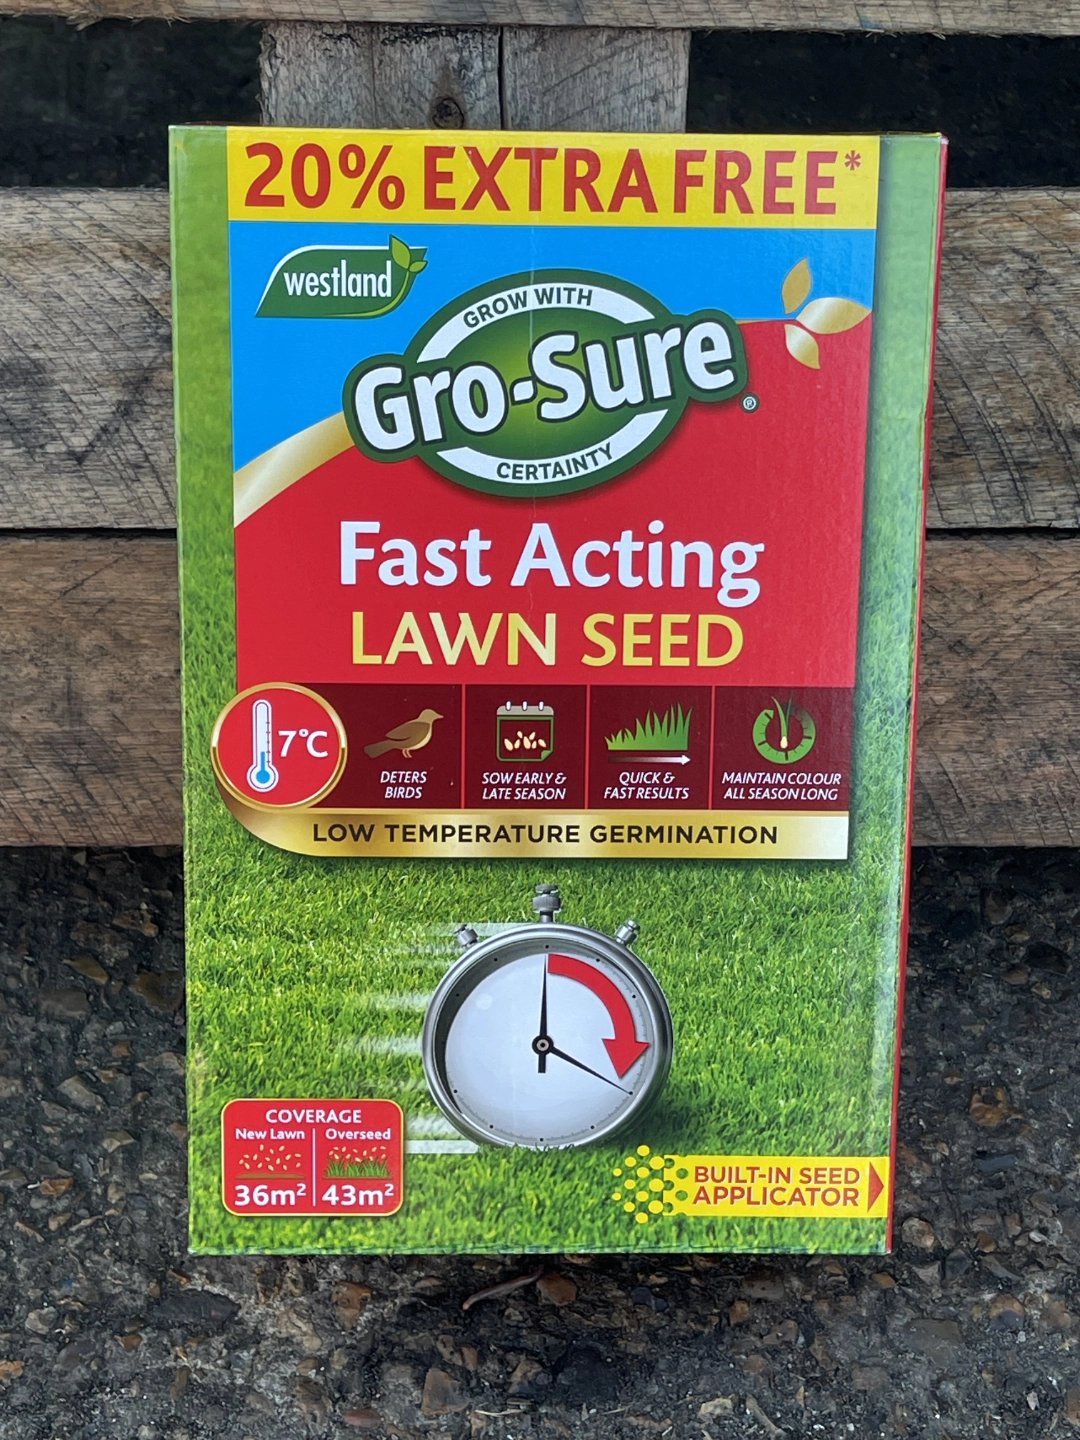 20% EXTRA FREE*
westland
GROW WITH
Gro-Sure®
CERTAINTY
Fast Acting
LAWN SEED
7°C
DETERS
BIRDS
SOW EARLY &
LATE SEASON
QUICK &
FAST RESULTS
MAINTAIN COLOUR
ALL SEASON LONG
LOW TEMPERATURE GERMINATION
COVERAGE
New Lawn
36m²
Overseed
43m²
BUILT-IN SEED
APPLICATOR